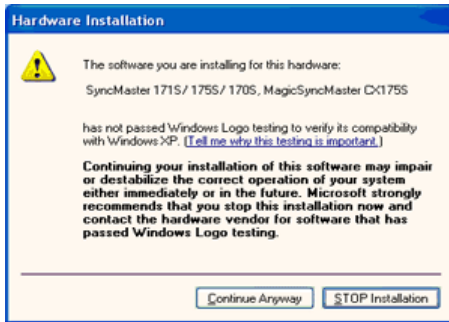 Hardware Installation
The software you are installing for this hardware:
SyncMaster 171S/ 175S/ 170S, MagicSyncMaster CX175S
has not passed Windows Logo testing to verify its compatibility
with Windows XP. (Tell me why this testing is important.)
Continuing your installation of this software may impair
or destabilize the correct operation of your system
either immediately or in the future. Microsoft strongly
recommends that you stop this installation now and
contact the hardware vendor for software that has
passed Windows Logo testing.
Continue Anyway
STOP Installation